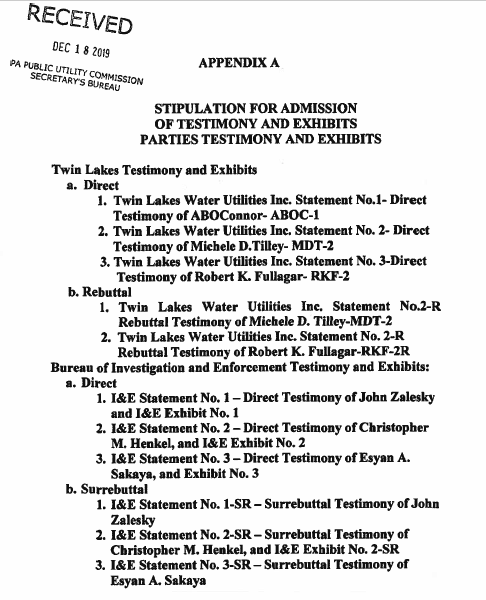 RECEIVED
DEC 18 2019
PA PUBLIC UTILITY COMMISSION
SECRETARY'S BUREAU
APPENDIX A
STIPULATION FOR ADMISSION
OF TESTIMONY AND EXHIBITS
PARTIES TESTIMONY AND EXHIBITS
Twin Lakes Testimony and Exhibits
a. Direct
1. Twin Lakes Water Utilities Inc. Statement No.1- Direct
Testimony of ABOConnor- ABOC-1
2. Twin Lakes Water Utilities Inc. Statement No. 2- Direct
Testimony of Michele D.Tilley- MDT-2
3. Twin Lakes Water Utilities Inc. Statement No. 3-Direct
Testimony of Robert K. Fullagar- RKF-2
b. Rebuttal
1. Twin Lakes Water Utilities Inc. Statement No.2-R
Rebuttal Testimony of Michele D. Tilley-MDT-2
2. Twin Lakes Water Utilities Inc. Statement No. 2-R
Rebuttal Testimony of Robert K. Fullagar-RKF-2R
Bureau of Investigation and Enforcement Testimony and Exhibits:
a. Direct
1. I&E Statement No. 1 – Direct Testimony of John Zalesky
and I&E Exhibit No. 1
2. I&E Statement No. 2 – Direct Testimony of Christopher
M. Henkel, and I&E Exhibit No. 2
3. I&E Statement No. 3 – Direct Testimony of Esyan A.
Sakaya, and Exhibit No. 3
b. Surrebuttal
1. I&E Statement No. 1-SR – Surrebuttal Testimony of John
Zalesky
2. I&E Statement No. 2-SR – Surrebuttal Testimony of
Christopher M. Henkel, and I&E Exhibit No. 2-SR
3. I&E Statement No. 3-SR – Surrebuttal Testimony of
Esyan A. Sakaya